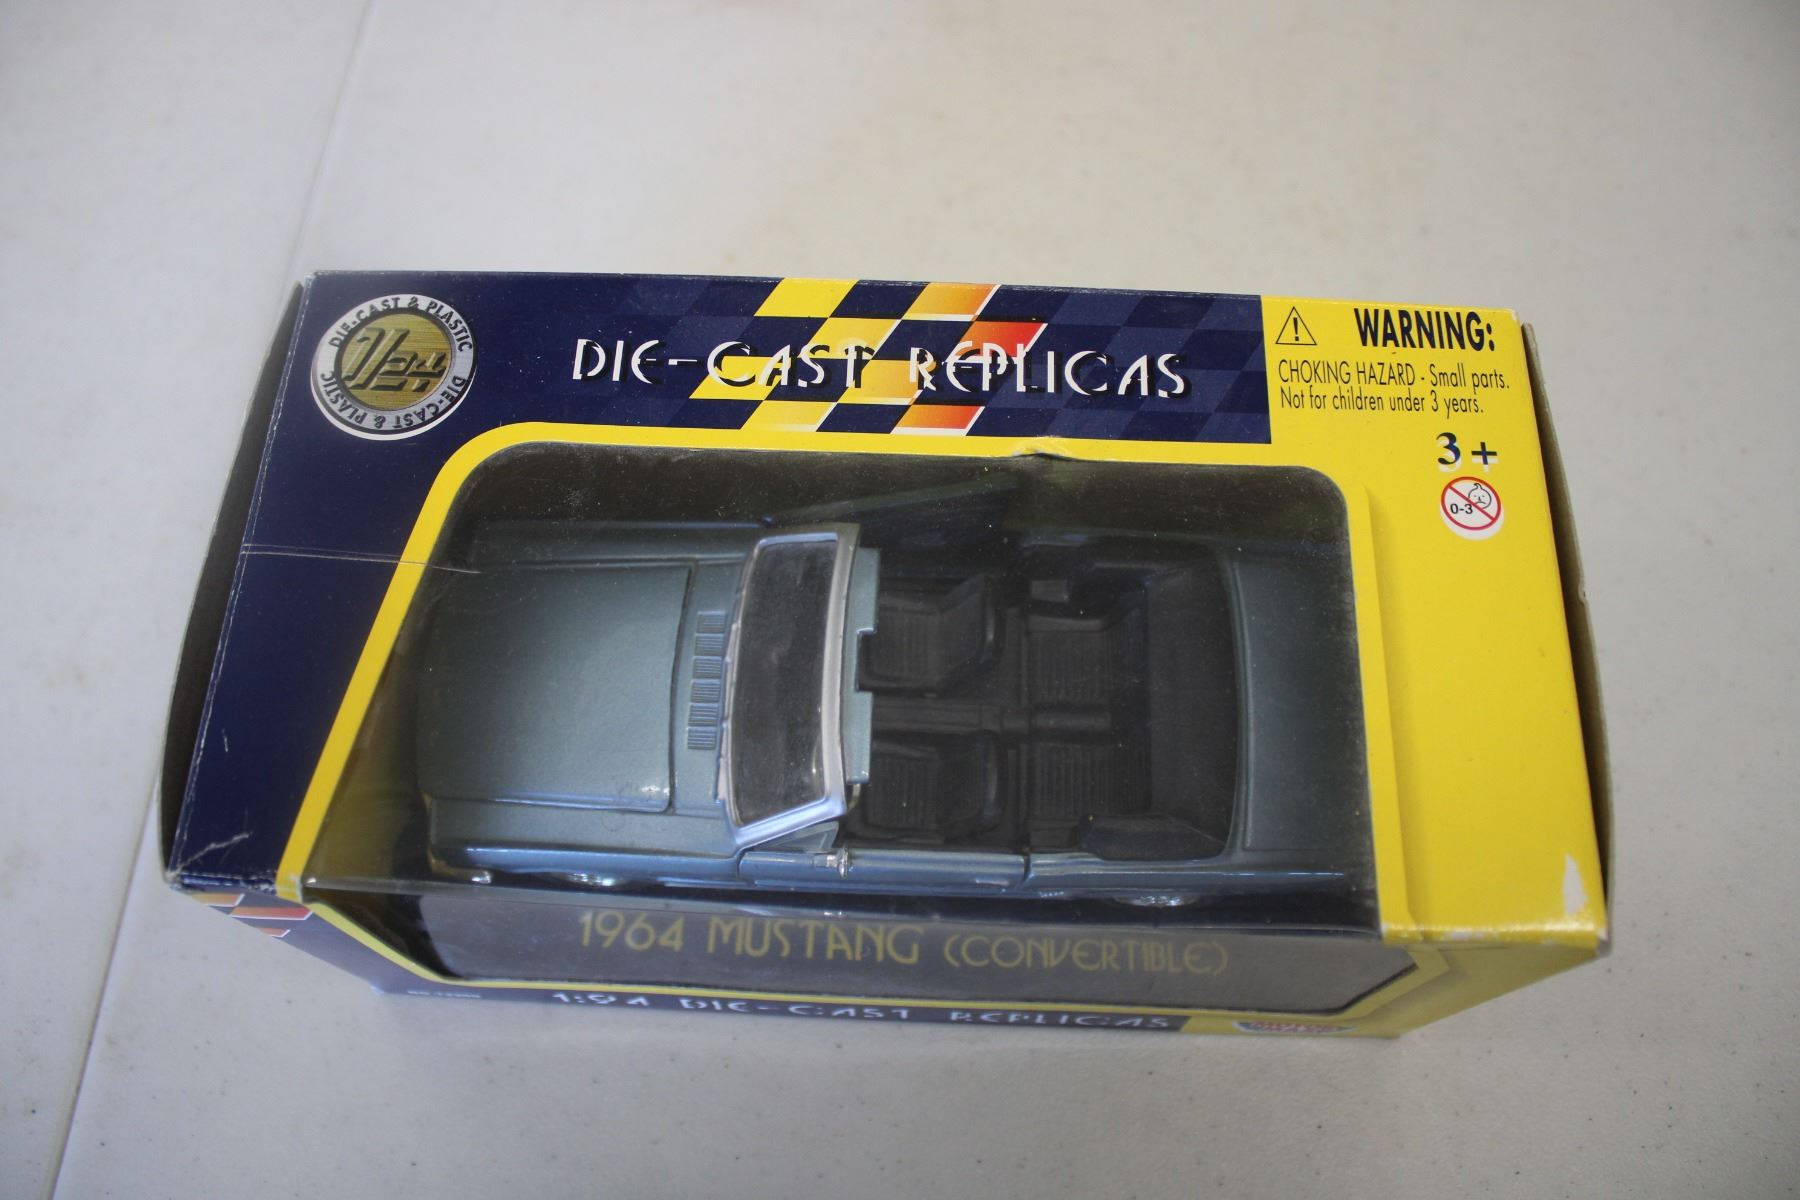 DIE-CAST & PLASTIC
1/24
DIE-CAST & PLASTIC
DIE-CAST REPLICAS
WARNING:
CHOKING HAZARD - Small parts.
Not for children under 3 years.
3+
0-3
1964 MUSTANG (CONVERTIBLE)
1:24 DIE-CAST REPLICAS